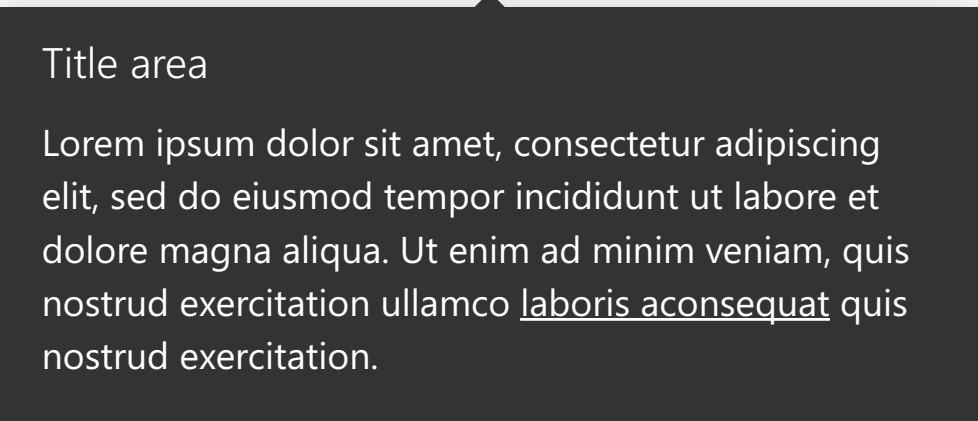 Title area
Lorem ipsum dolor sit amet, consectetur adipiscing
elit, sed do eiusmod tempor incididunt ut labore et
dolore magna aliqua. Ut enim ad minim veniam, quis
nostrud exercitation ullamco laboris aconsequat quis
nostrud exercitation.